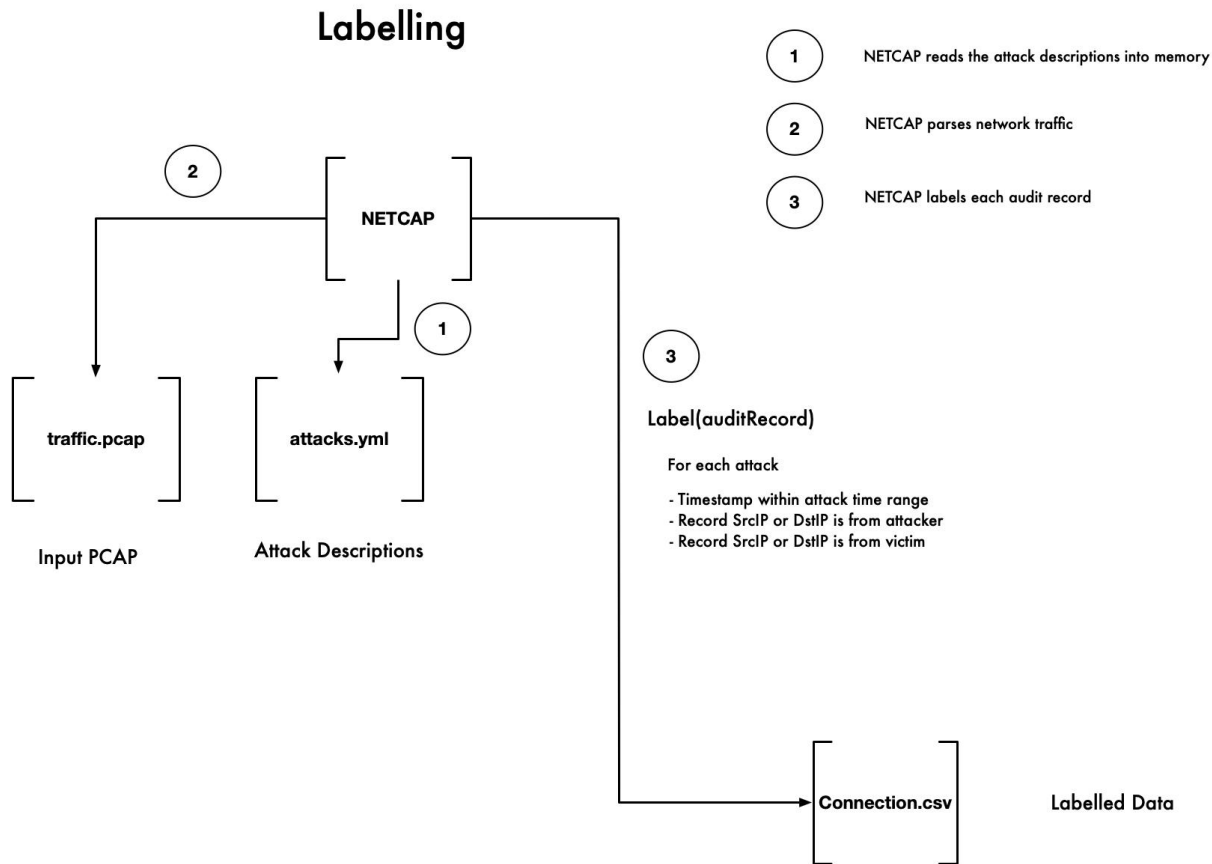 Labelling
1
NETCAP reads the attack descriptions into memory
2
NETCAP parses network traffic
3
NETCAP labels each audit record
2
NETCAP
1
3
traffic.pcap
attacks.yml
Label(auditRecord)
For each attack
- Timestamp within attack time range
- Record SrcIP or DstIP is from attacker
- Record SrcIP or DstIP is from victim
Input PCAP
Attack Descriptions
Connection.csv
Labelled Data